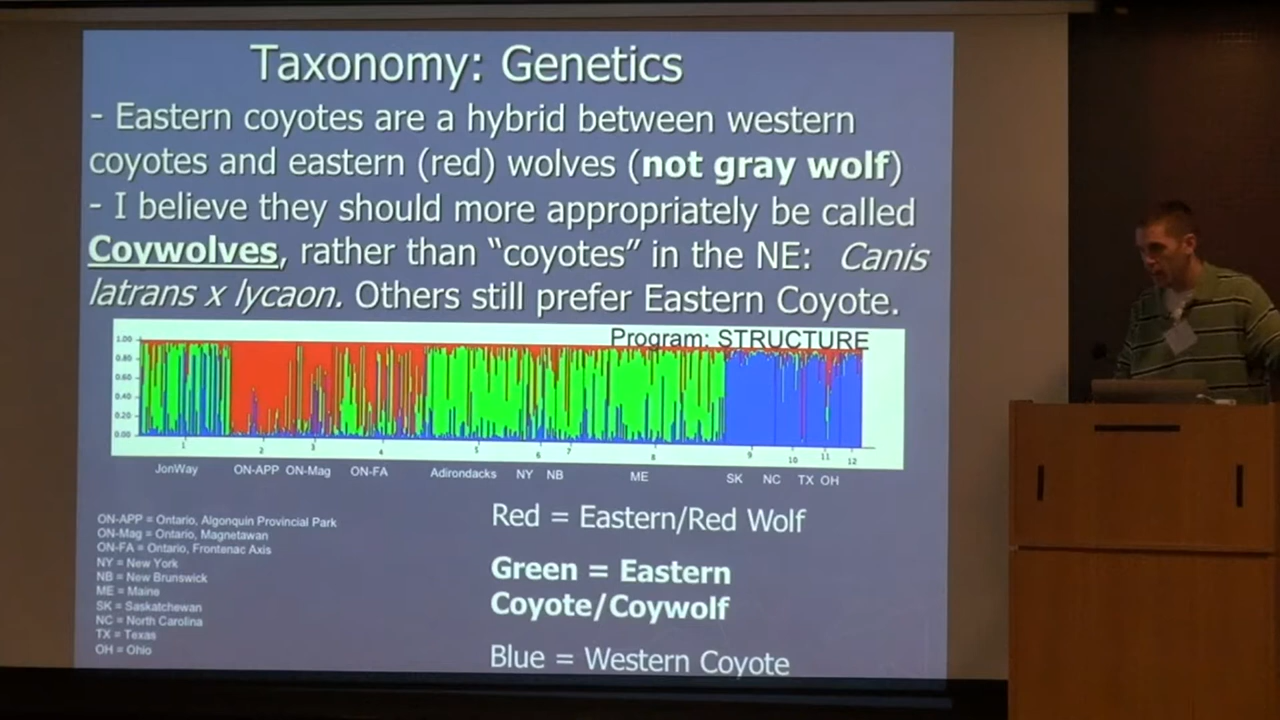 Taxonomy: Genetics
- Eastern coyotes are a hybrid between western
coyotes and eastern (red) wolves (not gray wolf)
- I believe they should more appropriately be called
Coywolves, rather than “coyotes” in the NE: Canis
latrans x lycaon. Others still prefer Eastern Coyote.
Program: STRUCTURE
1.00
0.80
0.60
0.40
0.20
0.00
1 2 3 4 5 6 7 8 9 10 11 12
JonWay ON-APP ON-Mag ON-FA Adirondacks NY NB ME SK NC TX OH
ON-APP = Ontario, Algonquin Provincial Park
ON-Mag = Ontario, Magnetawan
ON-FA = Ontario, Frontenac Axis
NY = New York
NB = New Brunswick
ME = Maine
SK = Saskatchewan
NC = North Carolina
TX = Texas
OH = Ohio
Red = Eastern/Red Wolf
Green = Eastern
Coyote/Coywolf
Blue = Western Coyote